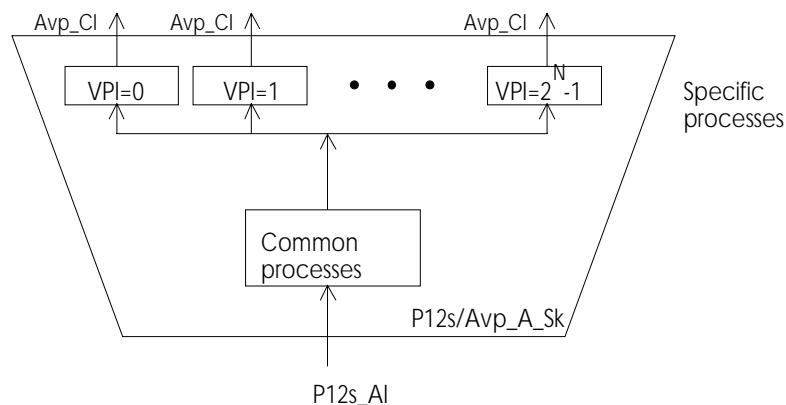 Avp_CI Avp_CI Avp_CI
VPI=0 VPI=1 • • • VPI=2^N-1
Specific
processes
Common
processes
P12s/Avp_A_Sk
P12s_AI